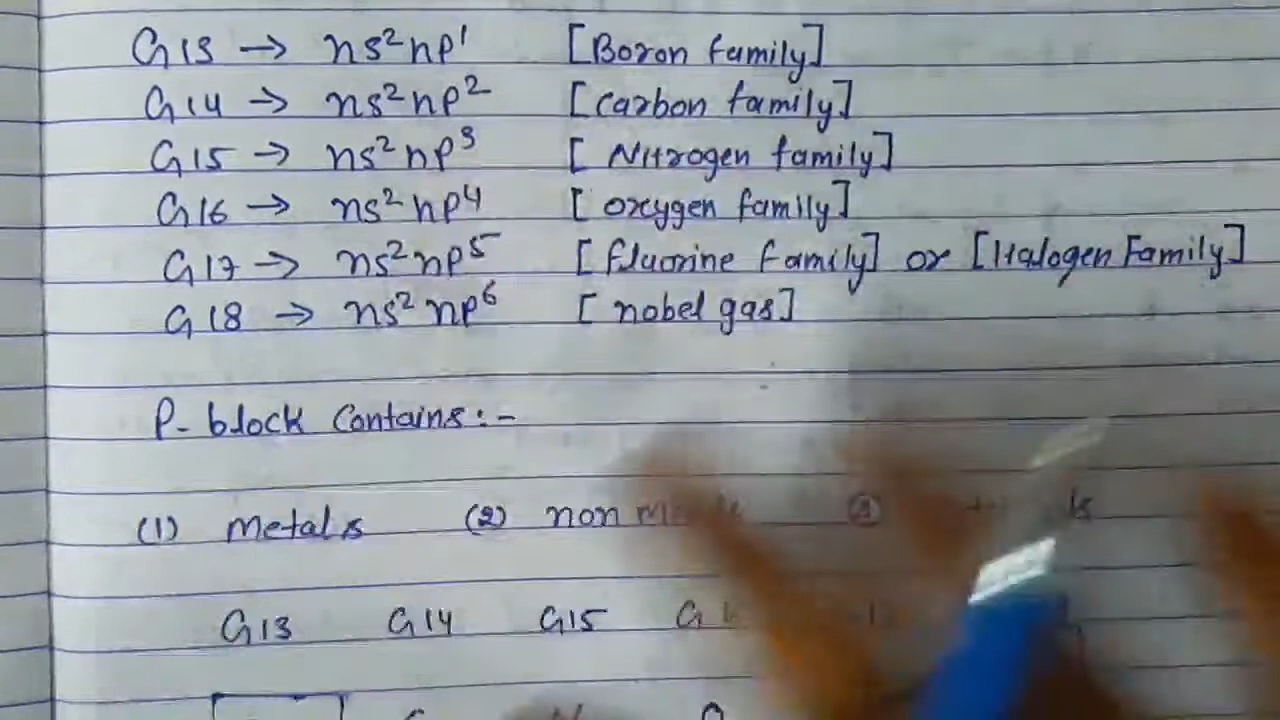 G13 → ns²np¹ [Boron family]
G14 → ns²np² [Carbon family]
G15 → ns²np³ [Nitrogen family]
G16 → ns²np⁴ [oxygen family]
G17 → ns²np⁵ [fluorine family] or [Halogen Family]
G18 → ns²np⁶ [nobel gas]
P-block Contains:-
(1) metals (2) non
G13 G14 G15